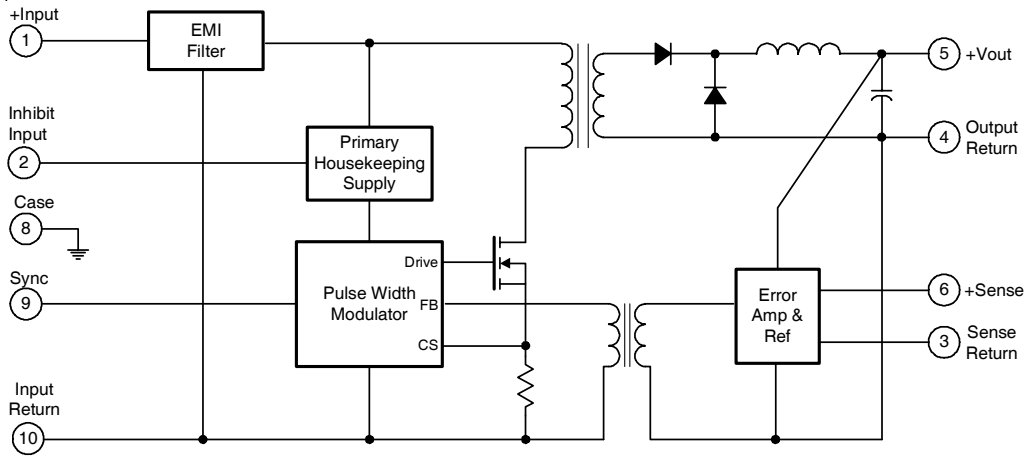 +Input
1
EMI
Filter
5
+Vout
Inhibit
Input
2
Primary
Housekeeping
Supply
4
Output
Return
Case
8
Drive
Sync
9
Pulse Width
Modulator
FB
CS
Error
Amp &
Ref
6
+Sense
3
Sense
Return
Input
Return
10